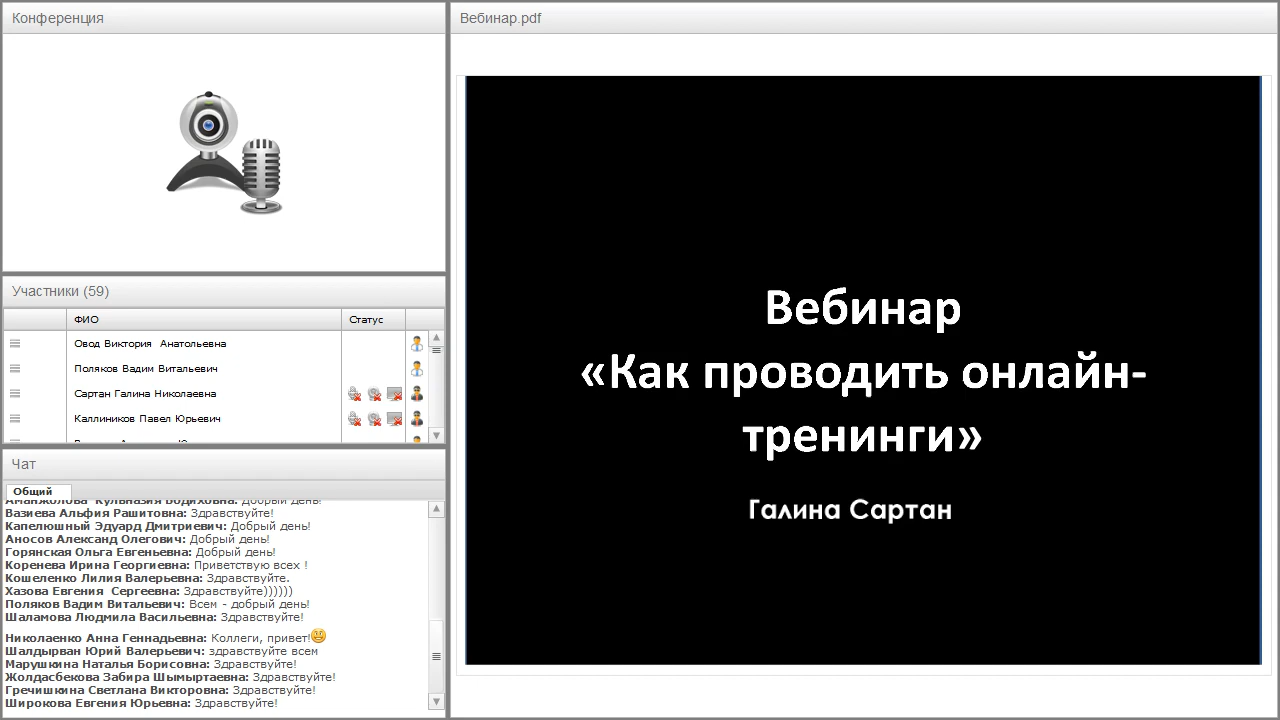 Конференция
Участники (59)
ФИО Статус
Овод Виктория Анатольевна
Поляков Вадим Витальевич
Сартан Галина Николаевна
Каллиников Павел Юрьевич
Чат
Общий
Аманжолова Кульназия Бодиховна: Добрый день!
Вазиева Альфия Рашитовна: Здравствуйте!
Капелюшный Эдуард Дмитриевич: Добрый день!
Аносов Александ Олегович: Добрый день!
Горянская Ольга Евгеньевна: Добрый день!
Коренева Ирина Георгиевна: Приветствую всех !
Кошеленко Лилия Валерьевна: Здравствуйте.
Хазова Евгения Сергеевна: Здравствуйте))))))
Поляков Вадим Витальевич: Всем - добрый день!
Шаламова Людмила Васильевна: Здравствуйте!
Николаенко Анна Геннадьевна: Коллеги, привет!
Шалдырван Юрий Валерьевич: здравствуйте всем
Марушкина Наталья Борисовна: Здравствуйте!
Жолдасбекова Забира Шымыртаевна: Здравствуйте!
Гречишкина Светлана Викторовна: Здравствуйте!
Широкова Евгения Юрьевна: Здравствуйте!
Вебинар.pdf
Вебинар
«Как проводить онлайн-
тренинги»
Галина Сартан